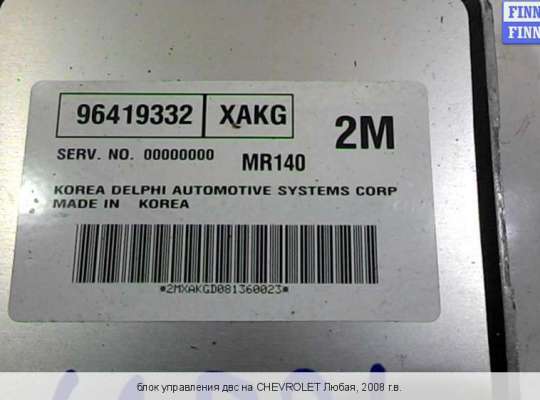 FINN
FINN
96419332 XAKG 2M
SERV. NO. 00000000 MR140
KOREA DELPHI AUTOMOTIVE SYSTEMS CORP
MADE IN KOREA
*2MXAKGD081360023*
блок управления двс на CHEVROLET Любая, 2008 г.в.